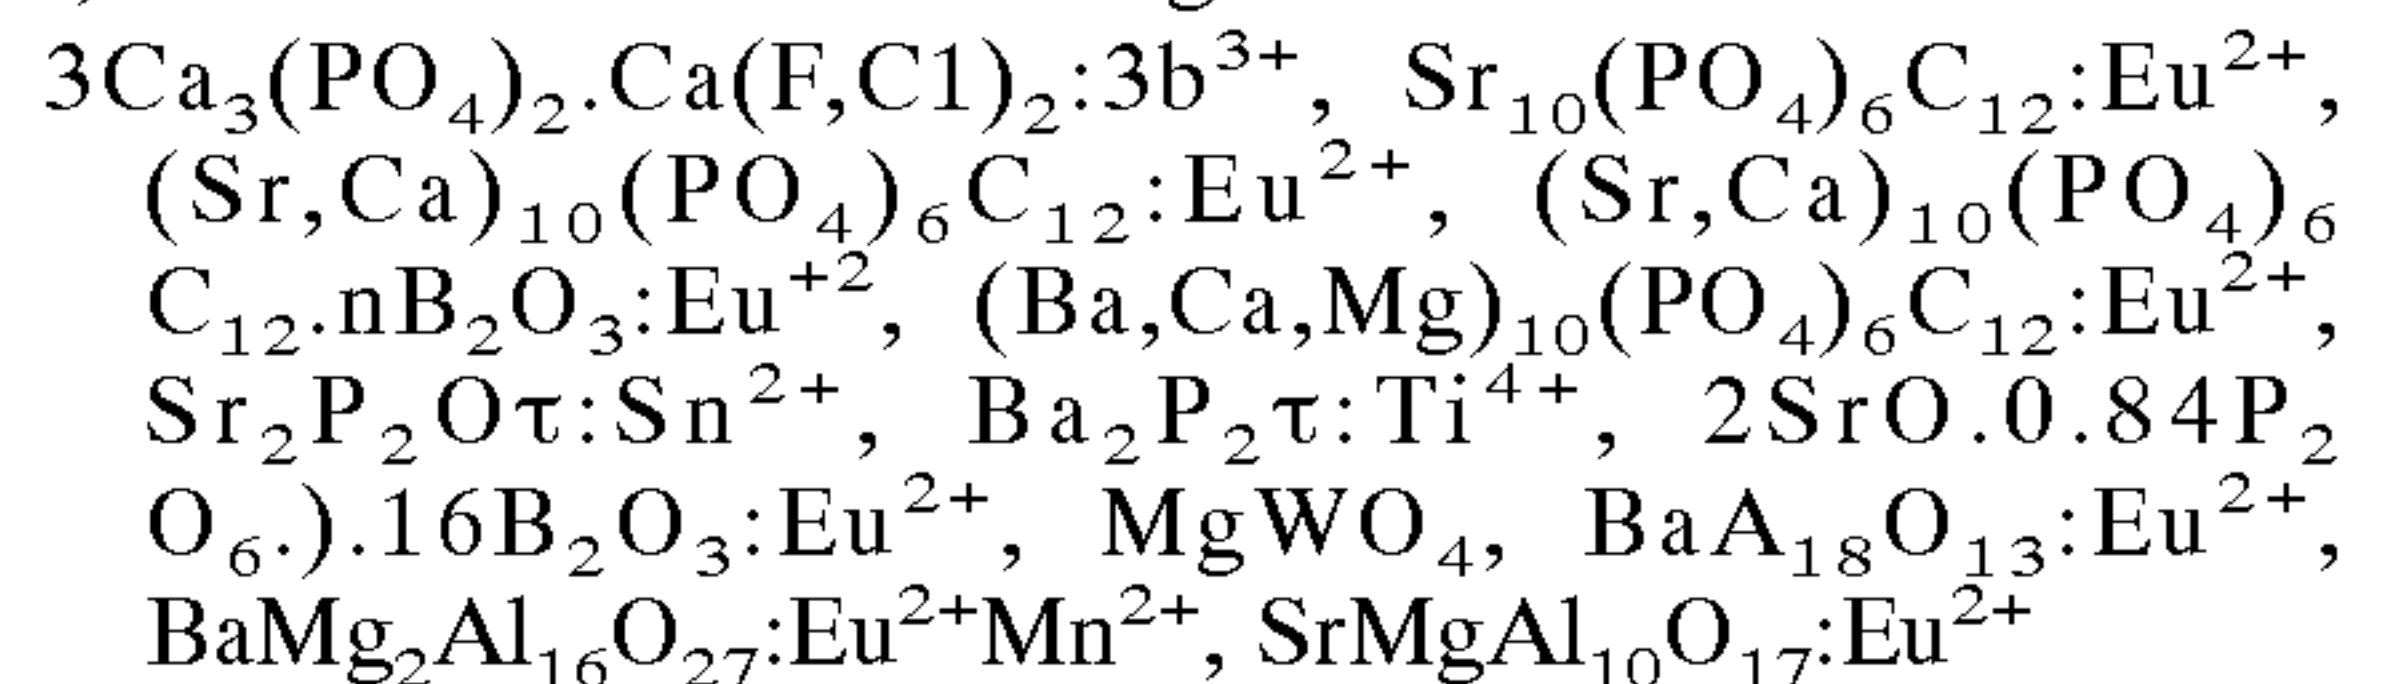 3Ca₃(PO₄)₂.Ca(F,C1)₂:3b³⁺, Sr₁₀(PO₄)₆C₁₂:Eu²⁺,
(Sr,Ca)₁₀(PO₄)₆C₁₂:Eu²⁺, (Sr,Ca)₁₀(PO₄)₆
C₁₂.nB₂O₃:Eu⁺², (Ba,Ca,Mg)₁₀(PO₄)₆C₁₂:Eu²⁺,
Sr₂P₂Oτ:Sn²⁺, Ba₂P₂τ:Ti⁴⁺, 2SrO.0.84P₂
O₆.).16B₂O₃:Eu²⁺, MgWO₄, BaA₁₈O₁₃:Eu²⁺,
BaMg₂Al₁₆O₂₇:Eu²⁺Mn²⁺, SrMgAl₁₀O₁₇:Eu²⁺